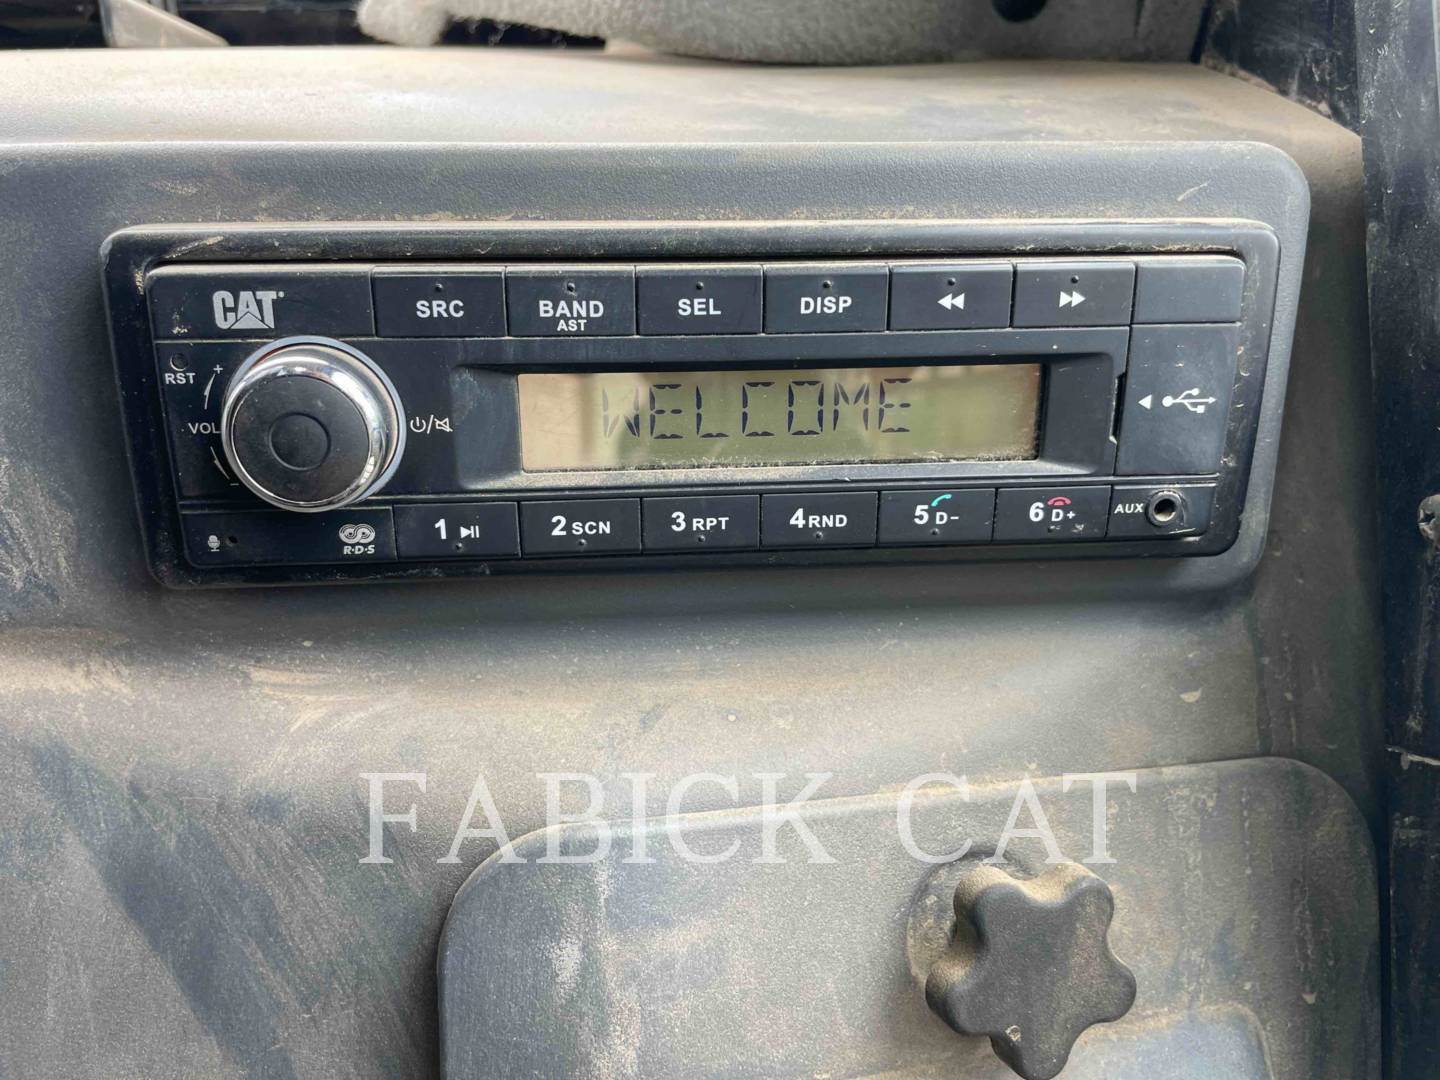 CAT
SRC
BAND
AST
SEL
DISP
RST
+
VOL
-
WELCOME
R·D·S
1
2 SCN
3 RPT
4 RND
5 D-
6 D+
AUX
FABICK CAT